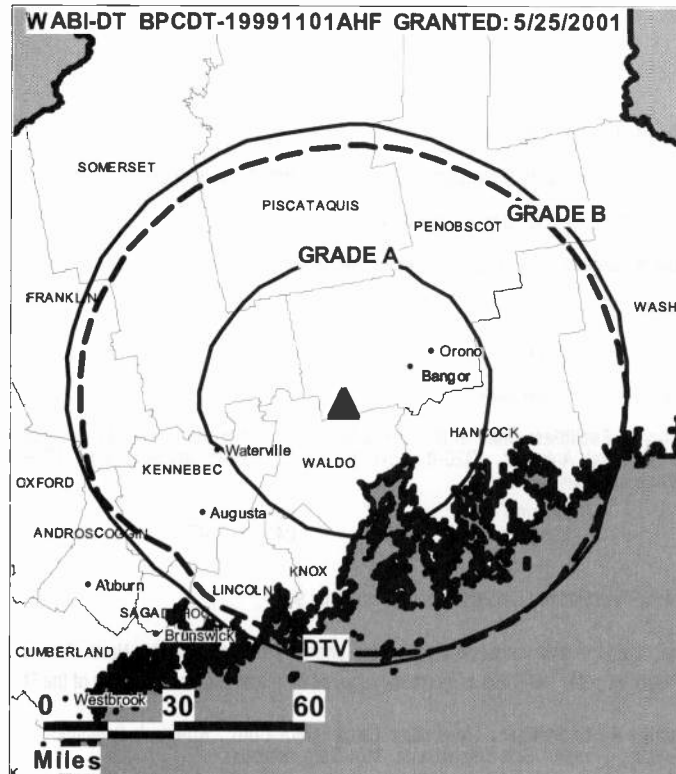 WABI-DT BPCDT-19991101AHF GRANTED: 5/25/2001
SOMERSET
PISCATAQUIS
PENOBSCOT
GRADE B
GRADE A
FRANKLIN
WASH
Orono
Bangor
HANCOCK
Waterville
KENNEBEC
WALDO
OXFORD
Augusta
ANDROSCOGGIN
KNOX
Auburn
LINCOLN
SAGADAHOC
Brunswick
DTV
CUMBERLAND
Westbrook
0 30 60
Miles